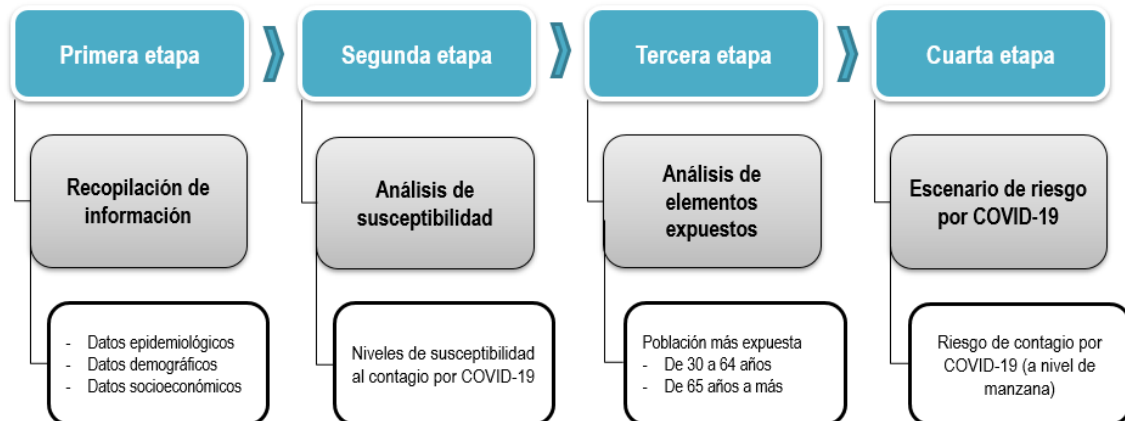 Primera etapa
Segunda etapa
Tercera etapa
Cuarta etapa
Recopilación de
información
Análisis de
susceptibilidad
Análisis de
elementos
expuestos
Escenario de riesgo
por COVID-19
- Datos epidemiológicos
- Datos demográficos
- Datos socioeconómicos
Niveles de susceptibilidad
al contagio por COVID-19
Población más expuesta
- De 30 a 64 años
- De 65 años a más
Riesgo de contagio por
COVID-19 (a nivel de
manzana)